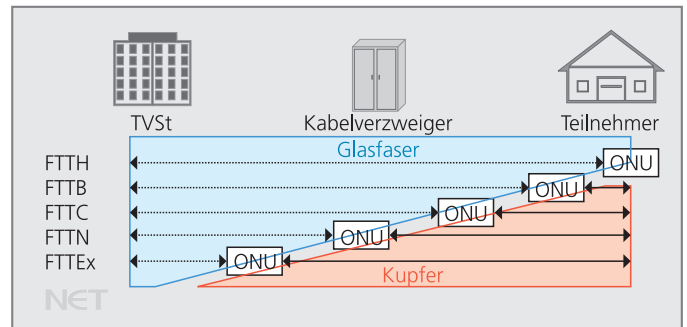 TVSt Kabelverzweiger Teilnehmer
Glasfaser
FTTH ONU
FTTB ONU
FTTC ONU
FTTN ONU
FTTEx ONU
Kupfer
NET